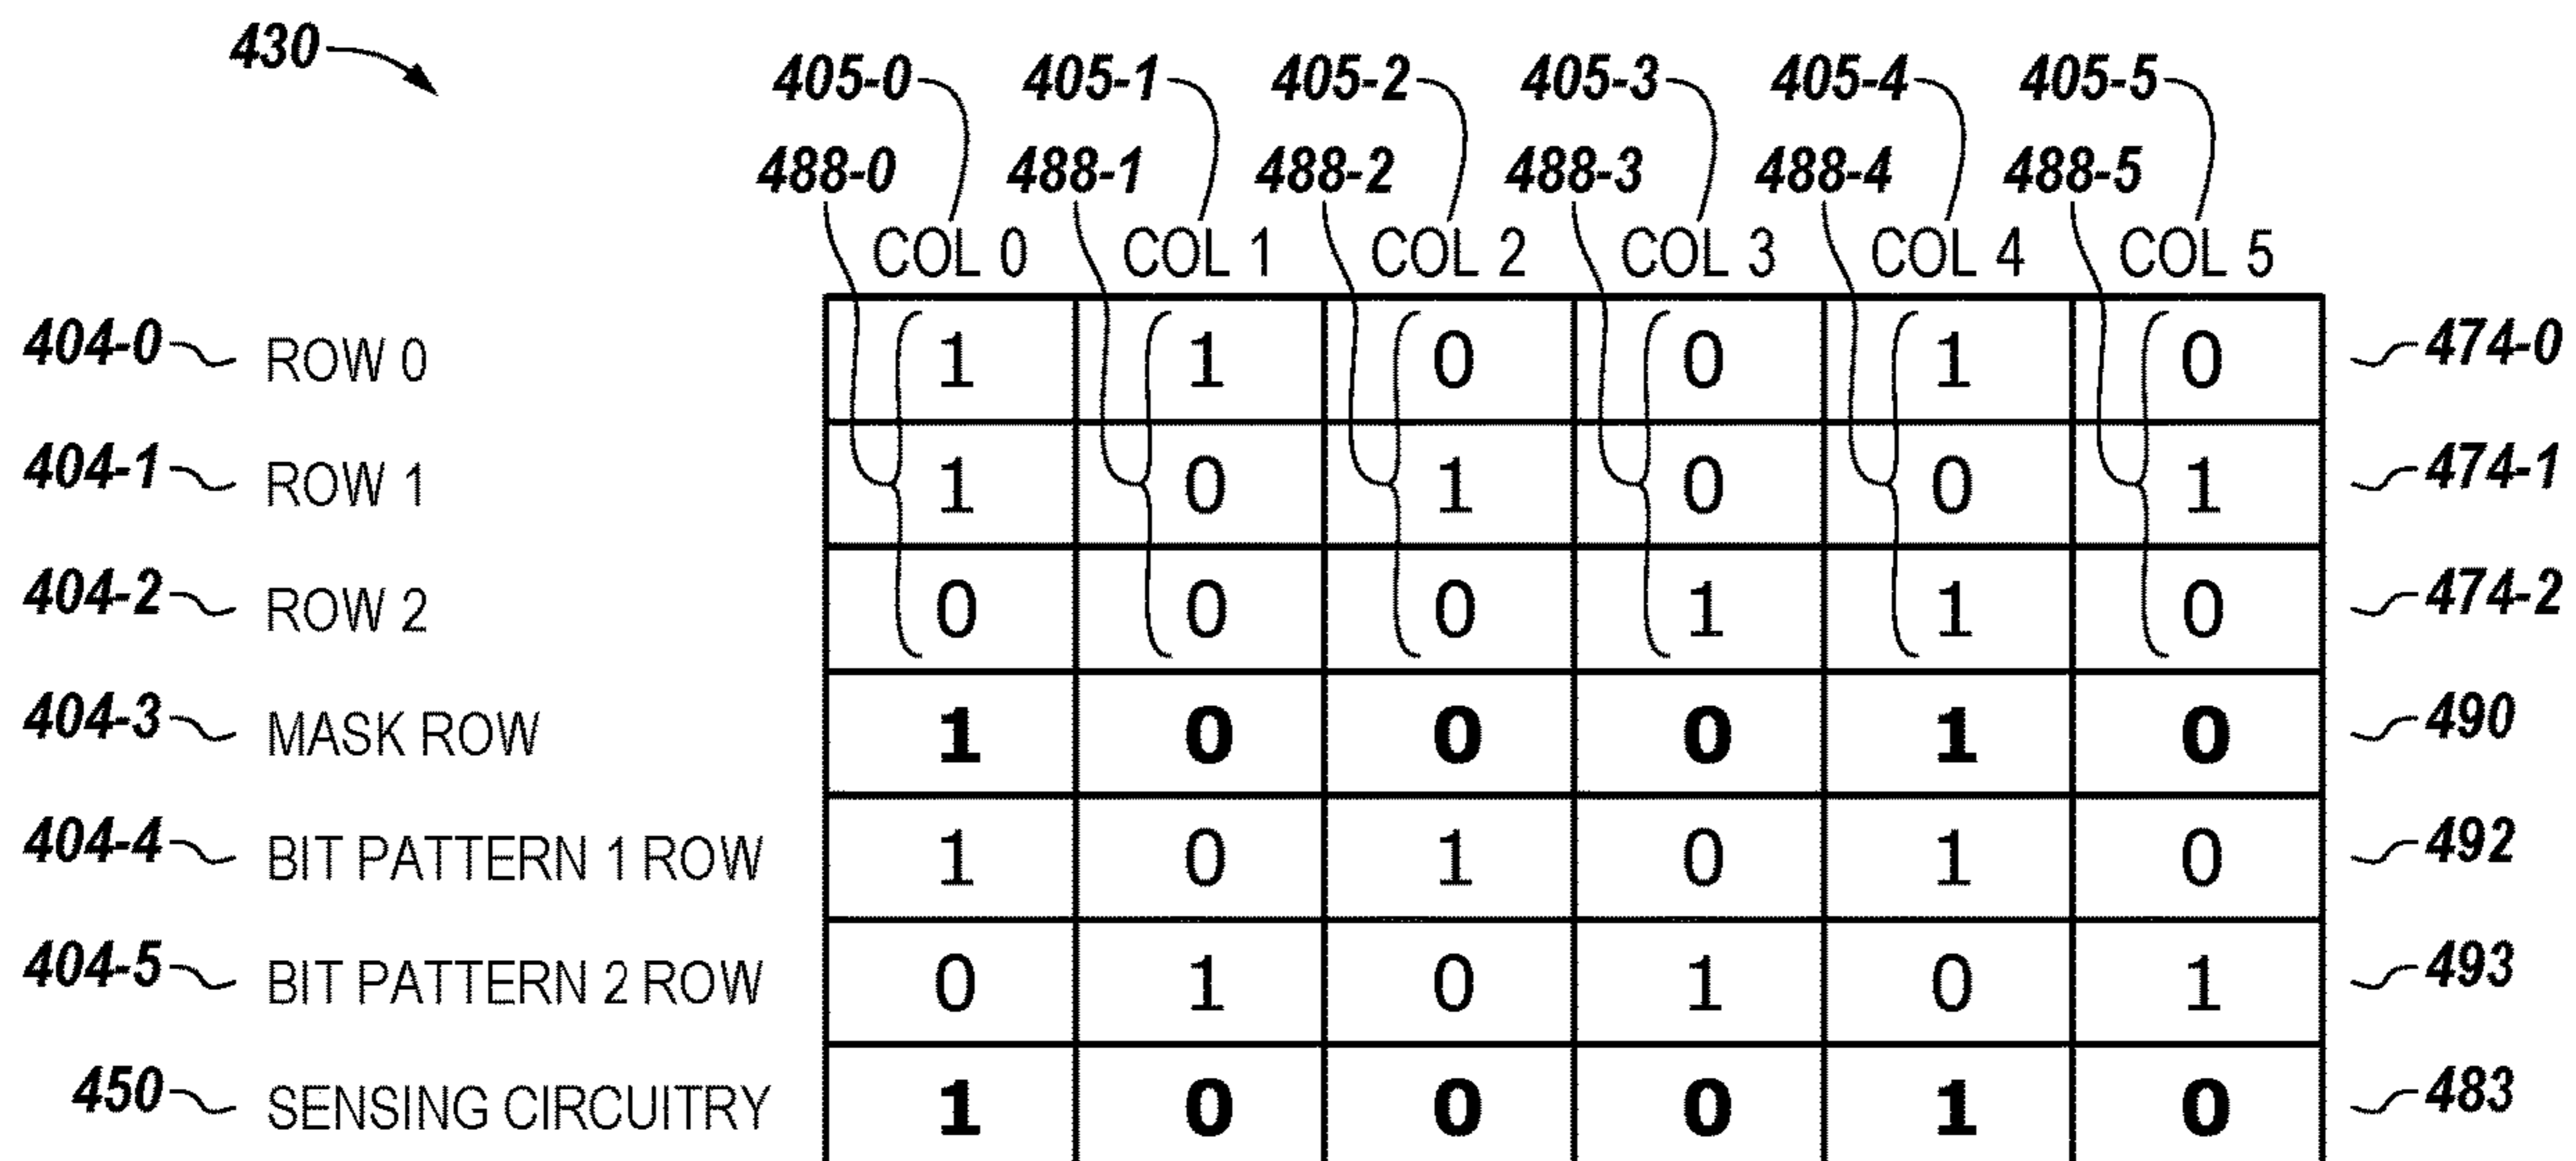 430
405-0 405-1 405-2 405-3 405-4 405-5
488-0 488-1 488-2 488-3 488-4 488-5
COL 0 COL 1 COL 2 COL 3 COL 4 COL 5
404-0 ROW 0 1 1 0 0 1 0 474-0
404-1 ROW 1 1 0 1 0 0 1 474-1
404-2 ROW 2 0 0 0 1 1 0 474-2
404-3 MASK ROW 1 0 0 0 1 0 490
404-4 BIT PATTERN 1 ROW 1 0 1 0 1 0 492
404-5 BIT PATTERN 2 ROW 0 1 0 1 0 1 493
450 SENSING CIRCUITRY 1 0 0 0 1 0 483